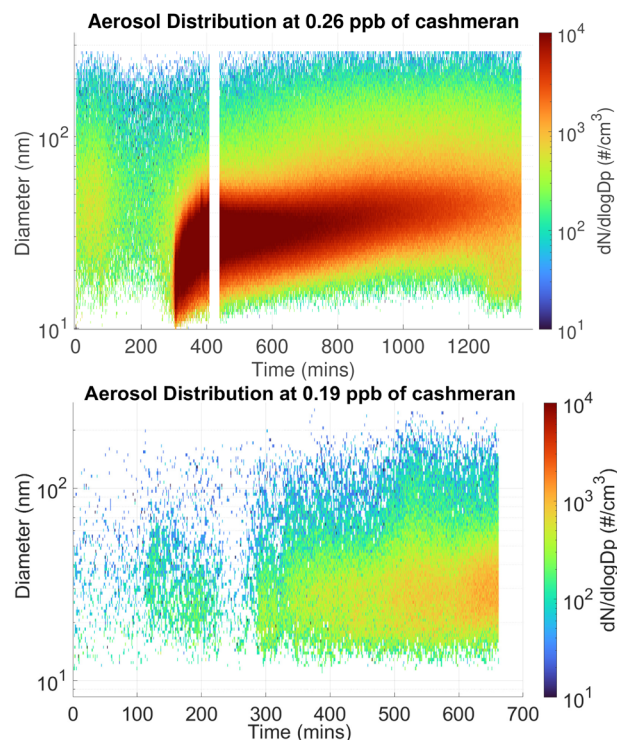 Aerosol Distribution at 0.26 ppb of cashmeran
10^4
10^3
10^2
10^1
dN/dlogDp (#/cm^3)
Diameter (nm)
10^2
10^1
0 200 400 600 800 1000 1200
Time (mins)
Aerosol Distribution at 0.19 ppb of cashmeran
10^4
10^3
10^2
10^1
dN/dlogDp (#/cm^3)
Diameter (nm)
10^2
10^1
0 100 200 300 400 500 600 700
Time (mins)